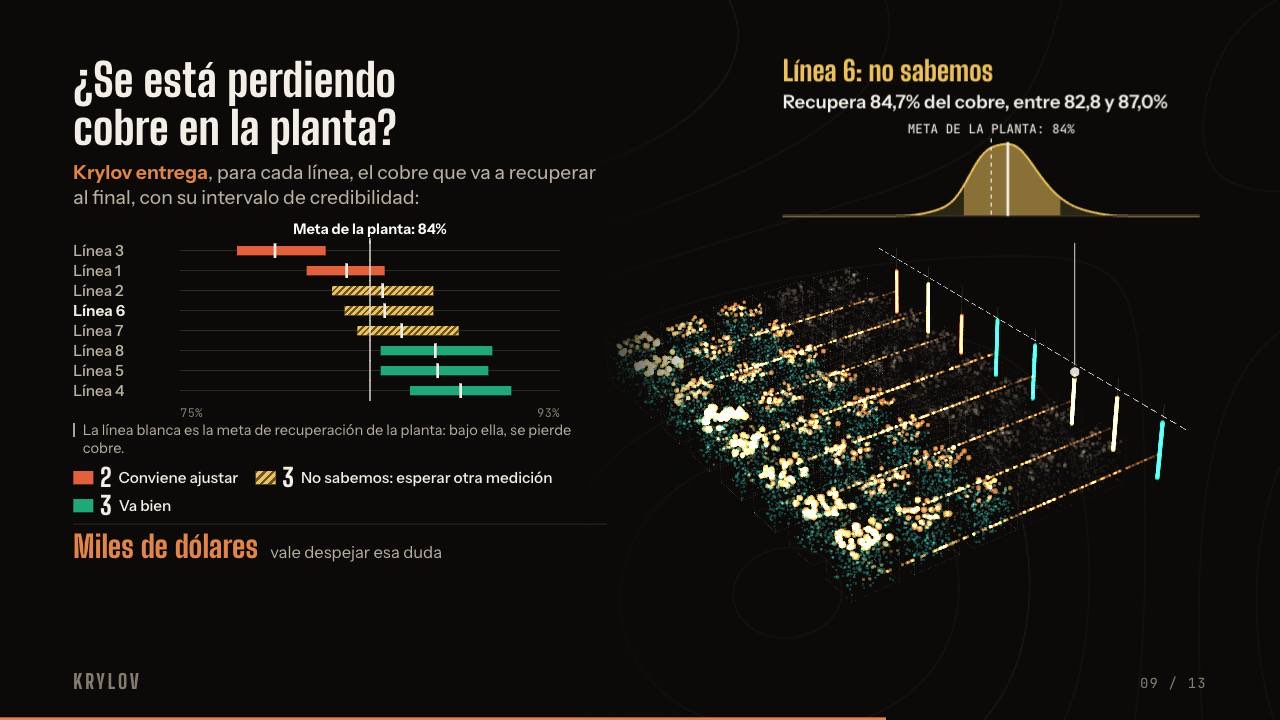 ¿Se está perdiendo
cobre en la planta?
Krylov entrega, para cada línea, el cobre que va a recuperar
al final, con su intervalo de credibilidad:
Meta de la planta: 84%
Línea 3
Línea 1
Línea 2
Línea 6
Línea 7
Línea 8
Línea 5
Línea 4
75%
93%
La línea blanca es la meta de recuperación de la planta: bajo ella, se pierde
cobre.
2 Conviene ajustar
3 No sabemos: esperar otra medición
3 Va bien
Miles de dólares vale despejar esa duda
Línea 6: no sabemos
Recupera 84,7% del cobre, entre 82,8 y 87,0%
META DE LA PLANTA: 84%
KRYLOV
09 / 13